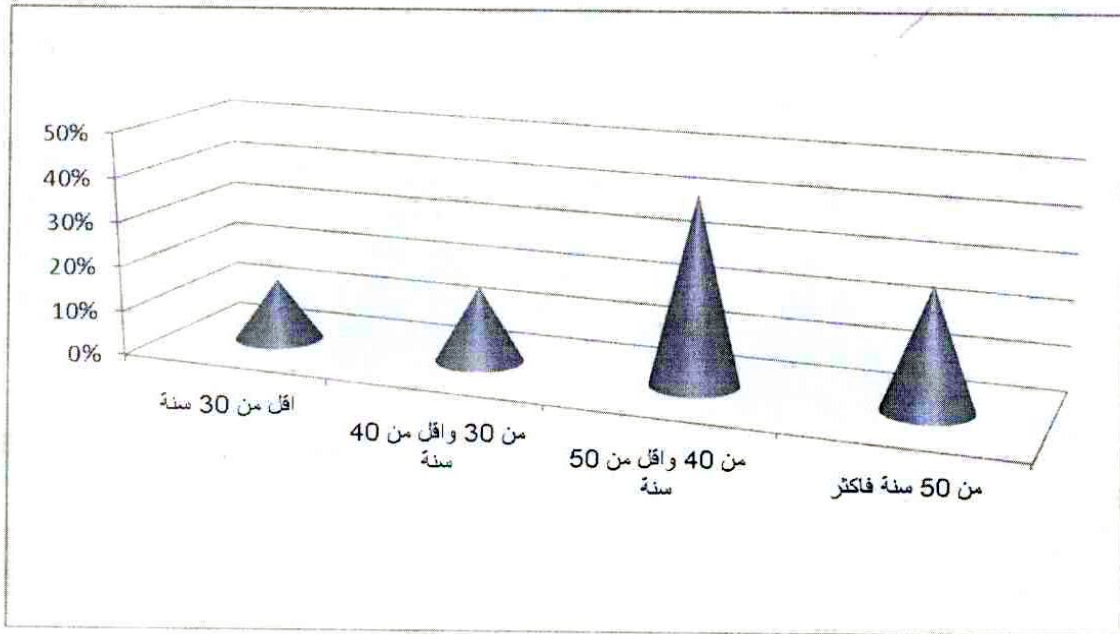 50%
40%
30%
20%
10%
0%
اقل من 30 سنة
من 30 واقل من 40
سنة
من 40 واقل من 50
سنة
من 50 سنة فاكثر